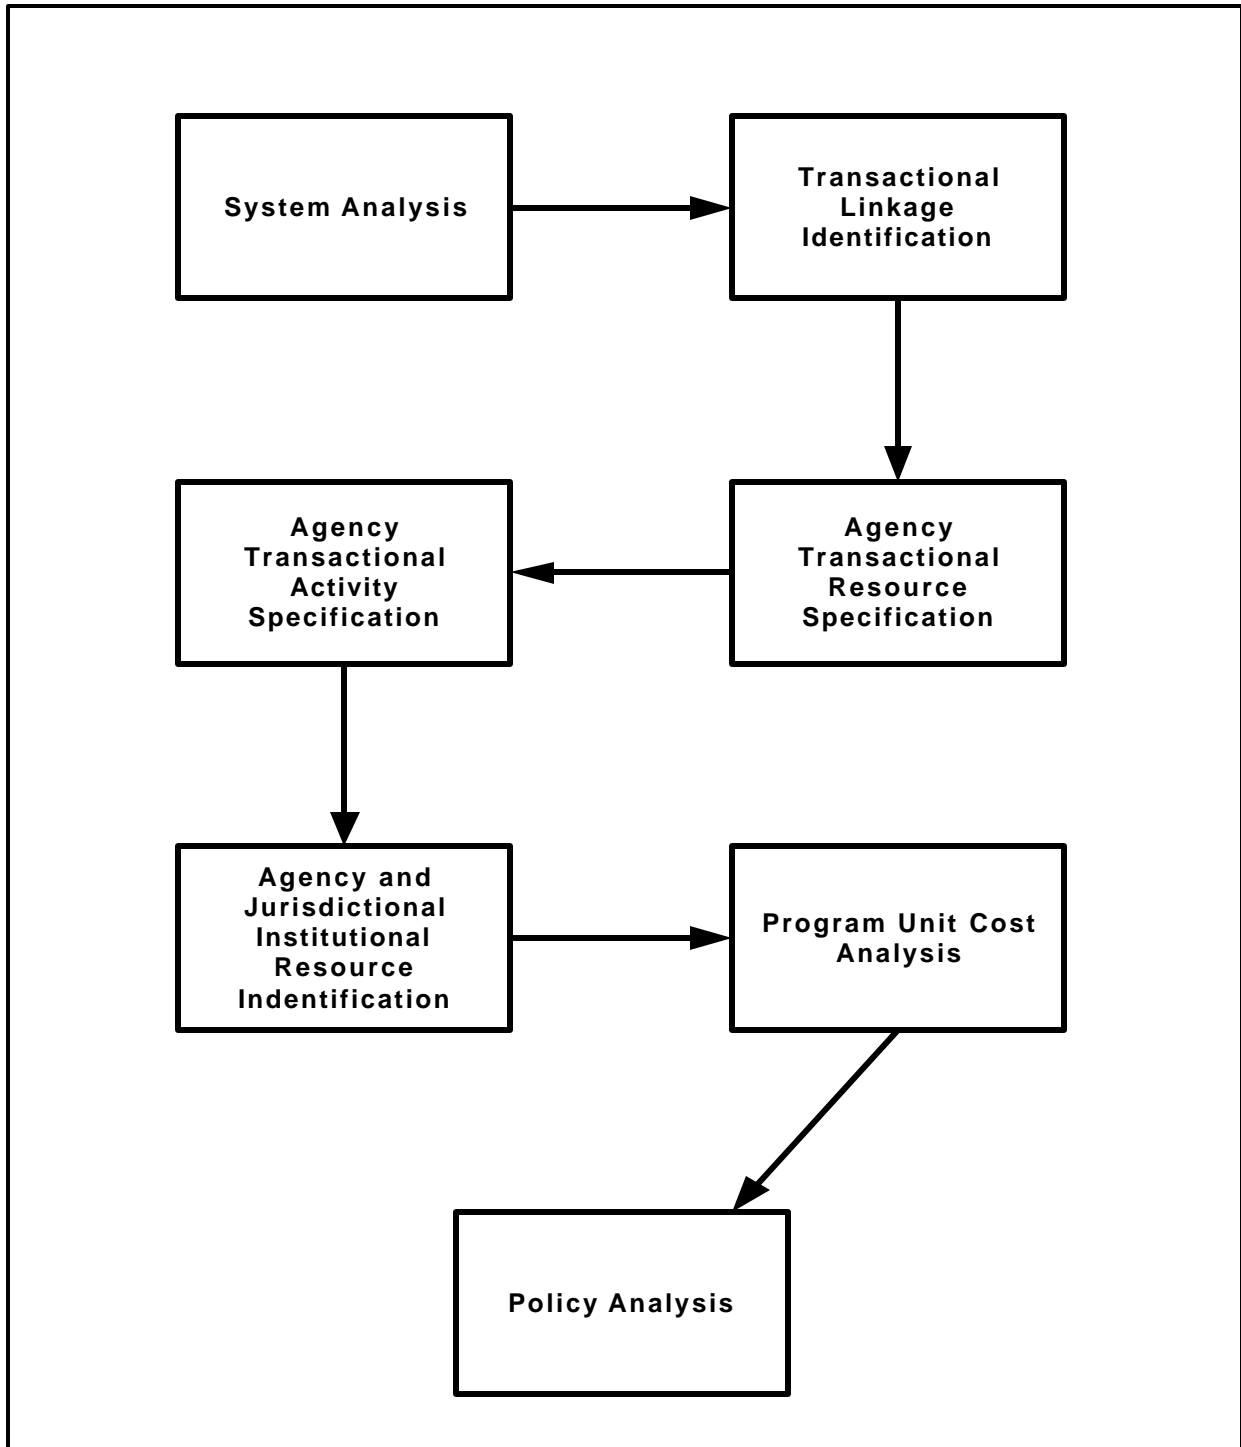 System Analysis
Transactional
Linkage
Identification
Agency
Transactional
Activity
Specification
Agency
Transactional
Resource
Specification
Agency and
Jurisdictional
Institutional
Resource
Indentification
Program Unit Cost
Analysis
Policy Analysis